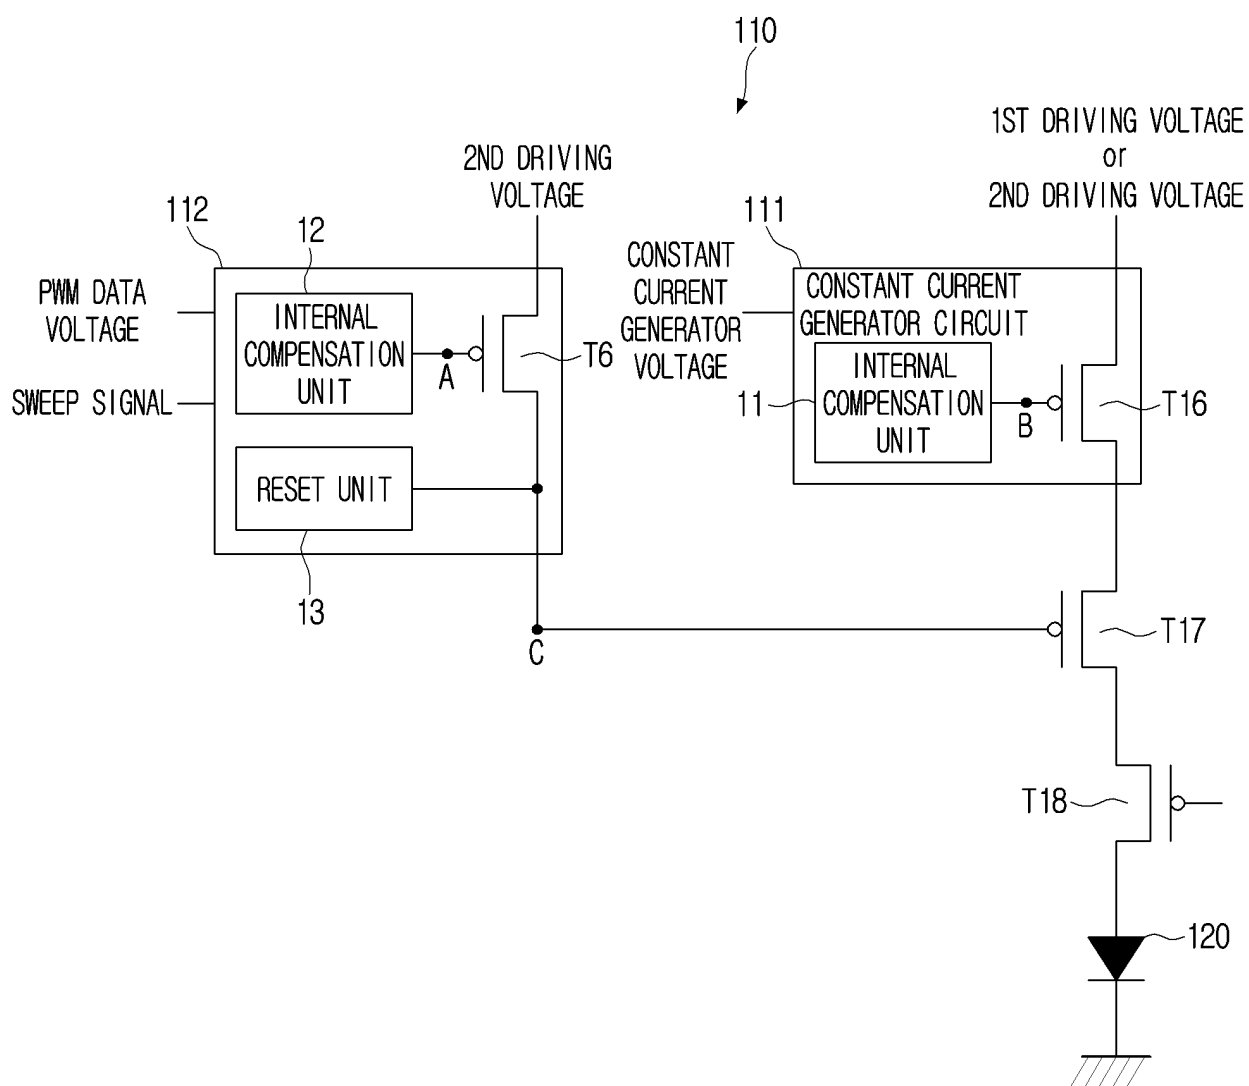 110
1ST DRIVING VOLTAGE
or
2ND DRIVING VOLTAGE
2ND DRIVING
VOLTAGE
112
12
111
CONSTANT
CURRENT
GENERATOR
VOLTAGE
PWM DATA
VOLTAGE
SWEEP SIGNAL
INTERNAL
COMPENSATION
UNIT
A
T6
CONSTANT CURRENT
GENERATOR CIRCUIT
INTERNAL
COMPENSATION
UNIT
11
B
T16
RESET UNIT
13
C
T17
T18
120